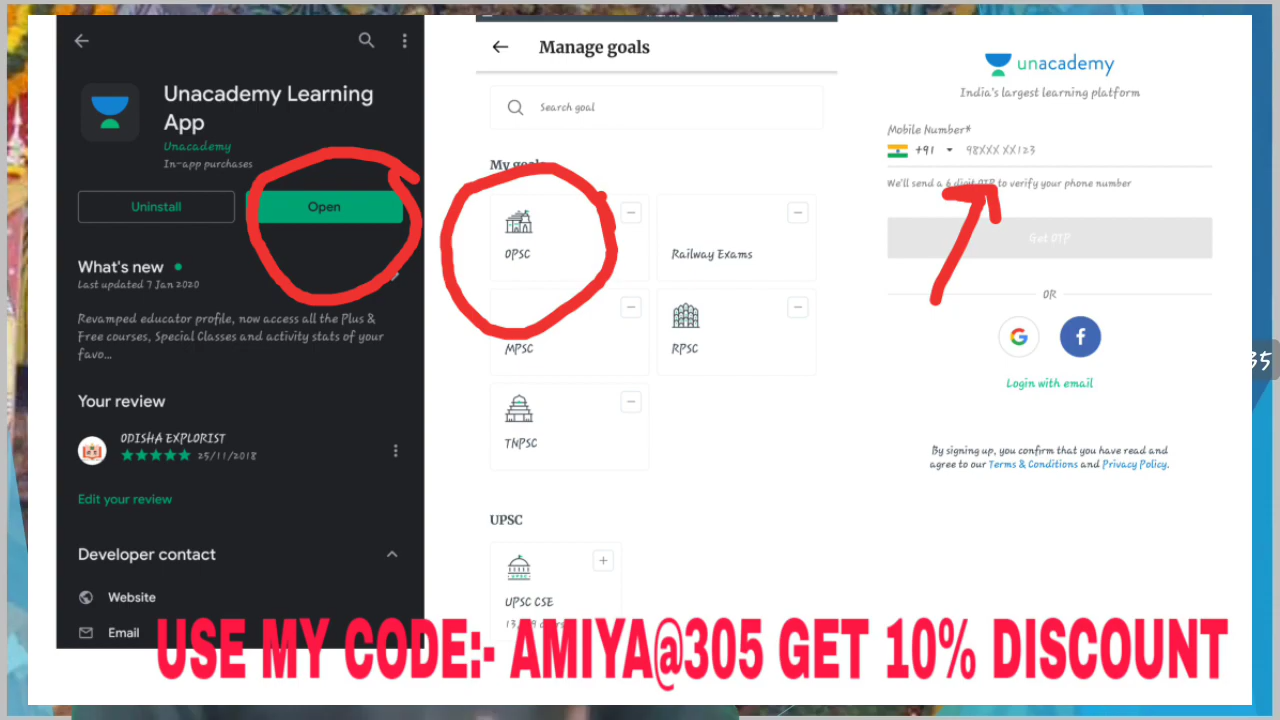 Unacademy Learning
App
Unacademy
In-app purchases
Uninstall
Open
What's new
Last updated 7 Jan 2020
Revamped educator profile, now access all the Plus &
Free courses, Special Classes and activity stats of your
favo...
Your review
ODISHA EXPLORIST
25/11/2018
Edit your review
Developer contact
Website
Email
Manage goals
Search goal
My goals
OPSC
Railway Exams
MPSC
RPSC
TNPSC
UPSC
UPSC
UPSC CSE
unacademy
India's largest learning platform
Mobile Number*
+91 98XXX XX123
We'll send a 6 digit OTP to verify your phone number
Get OTP
OR
G f
Login with email
By signing up, you confirm that you have read and
agree to our Terms & Conditions and Privacy Policy.
35
USE MY CODE:- AMIYA@305 GET 10% DISCOUNT